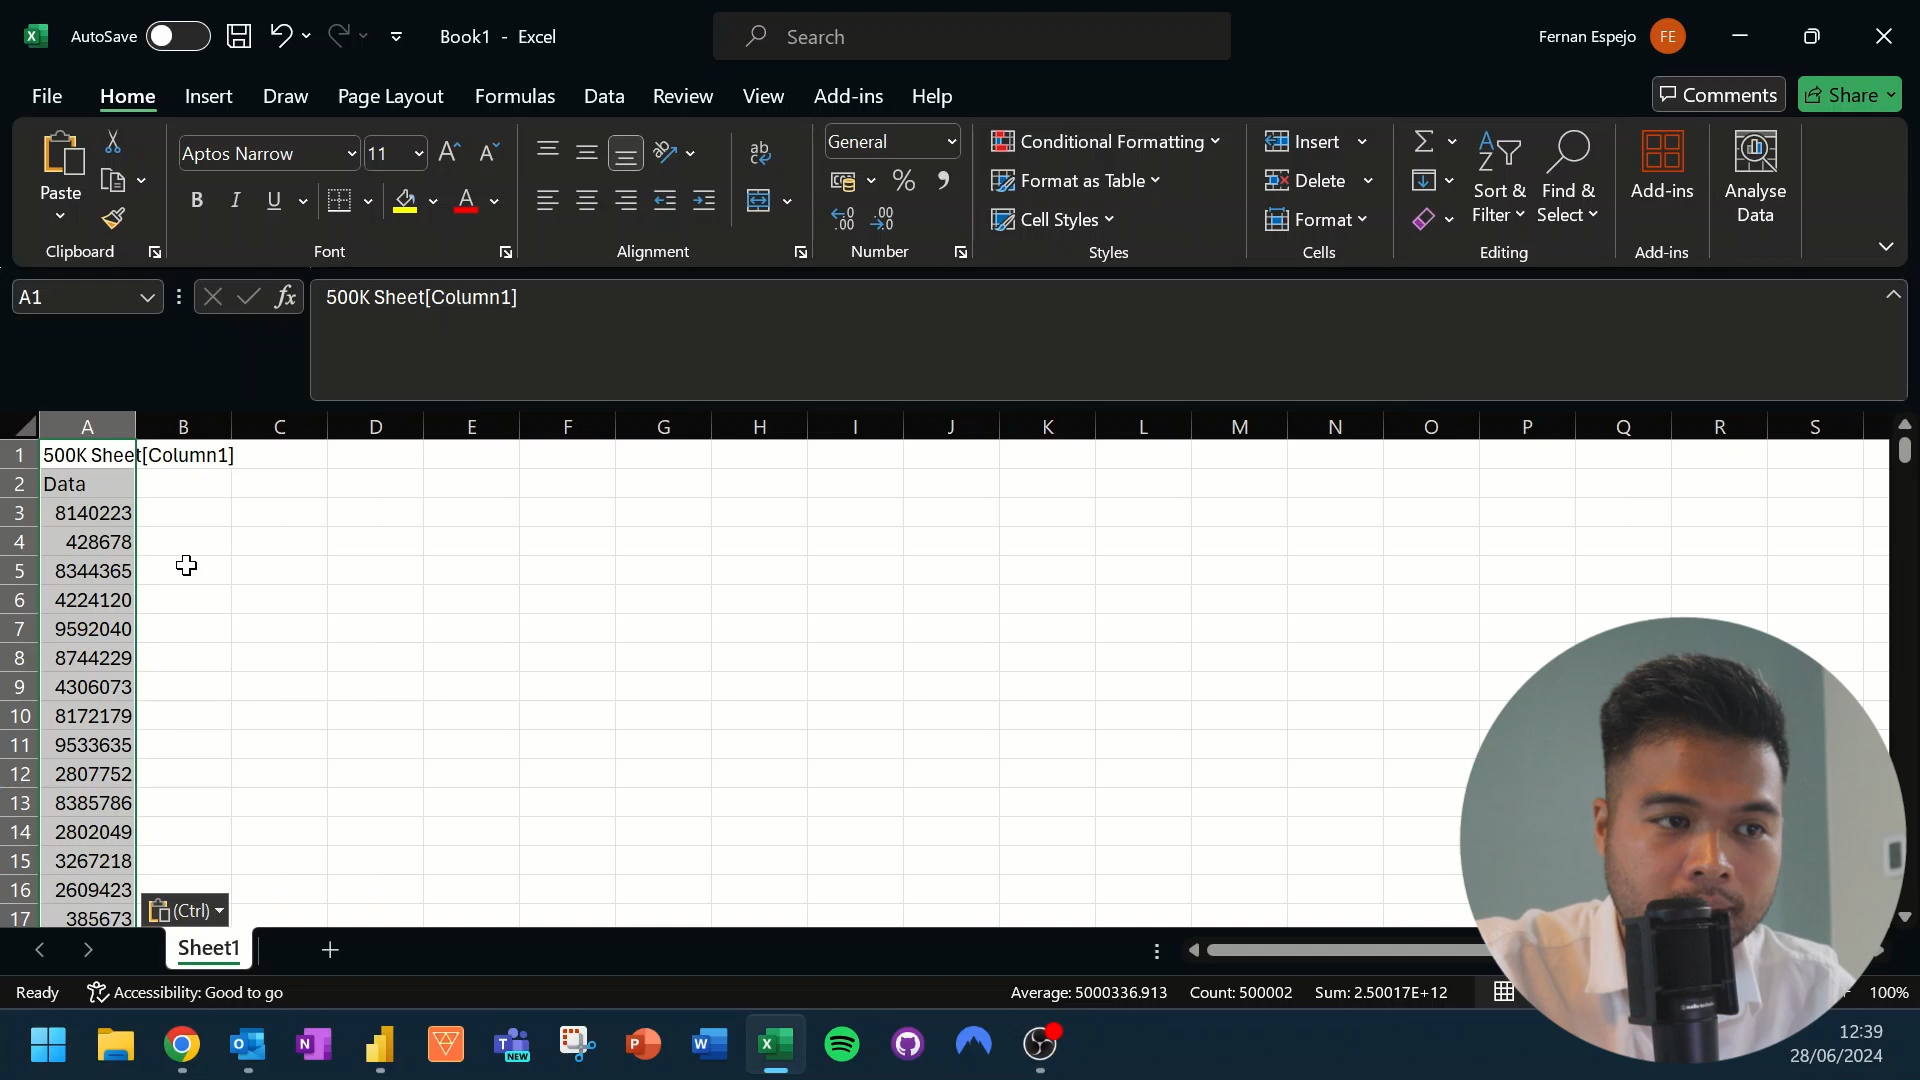 AutoSave
Book1 - Excel
Search
Fernan Espejo
FE
File Home Insert Draw Page Layout Formulas Data Review View Add-ins Help
Comments
Share
Paste
Clipboard
Aptos Narrow
11
B I U
A
Font
ab
Alignment
General
%
.00
.00
Number
Conditional Formatting
Format as Table
Cell Styles
Styles
Insert
Delete
Format
Cells
Sort & Filter
Find & Select
Editing
Add-ins
Add-ins
Analyse Data
A1
fx
500K Sheet[Column1]
A B C D E F G H I J K L M N O P Q R S
1 500K Sheet[Column1]
2 Data
3 8140223
4 428678
5 8344365
6 4224120
7 9592040
8 8744229
9 4306073
10 8172179
11 9533635
12 2807752
13 8385786
14 2802049
15 3267218
16 2609423
17 385673
(Ctrl)
Sheet1
Ready
Accessibility: Good to go
Average: 5000336.913 Count: 500002 Sum: 2.50017E+12
100%
NEW
12:39
28/06/2024